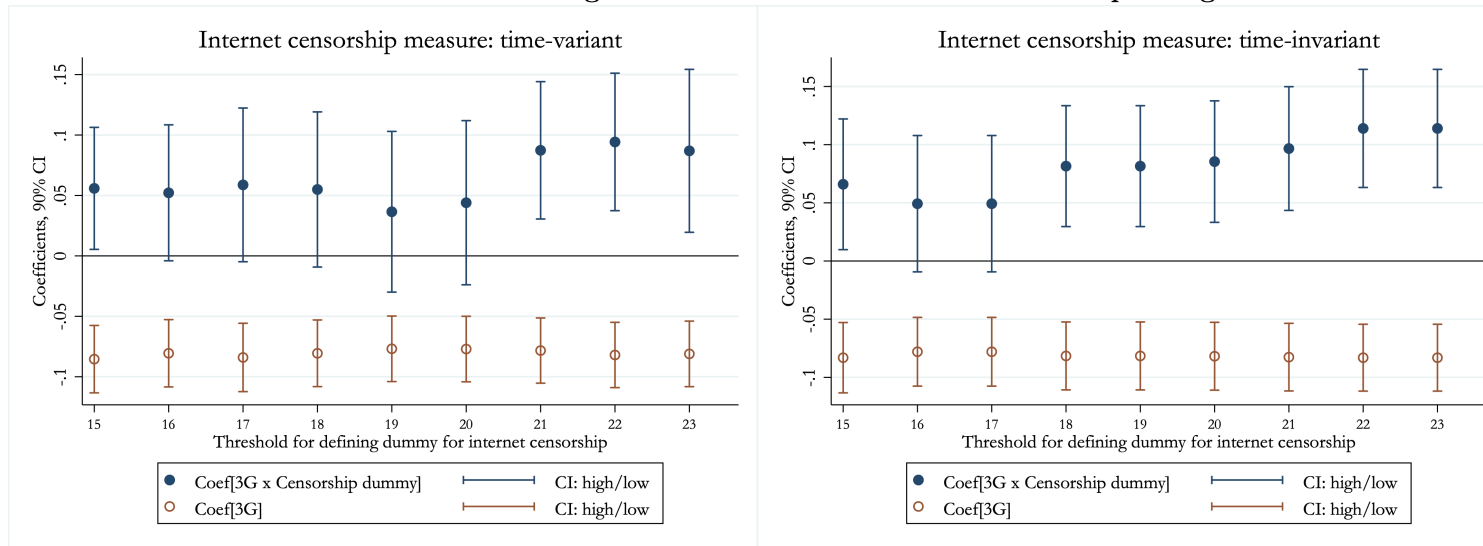 Internet censorship measure: time-variant
Coefficients, 90% CI
.15
.1
.05
0
-.05
-.1
15 16 17 18 19 20 21 22 23
Threshold for defining dummy for internet censorship
Coef[3G x Censorship dummy] CI: high/low
Coef[3G] CI: high/low
Internet censorship measure: time-invariant
Coefficients, 90% CI
.15
.1
.05
0
-.05
-.1
15 16 17 18 19 20 21 22 23
Threshold for defining dummy for internet censorship
Coef[3G x Censorship dummy] CI: high/low
Coef[3G] CI: high/low